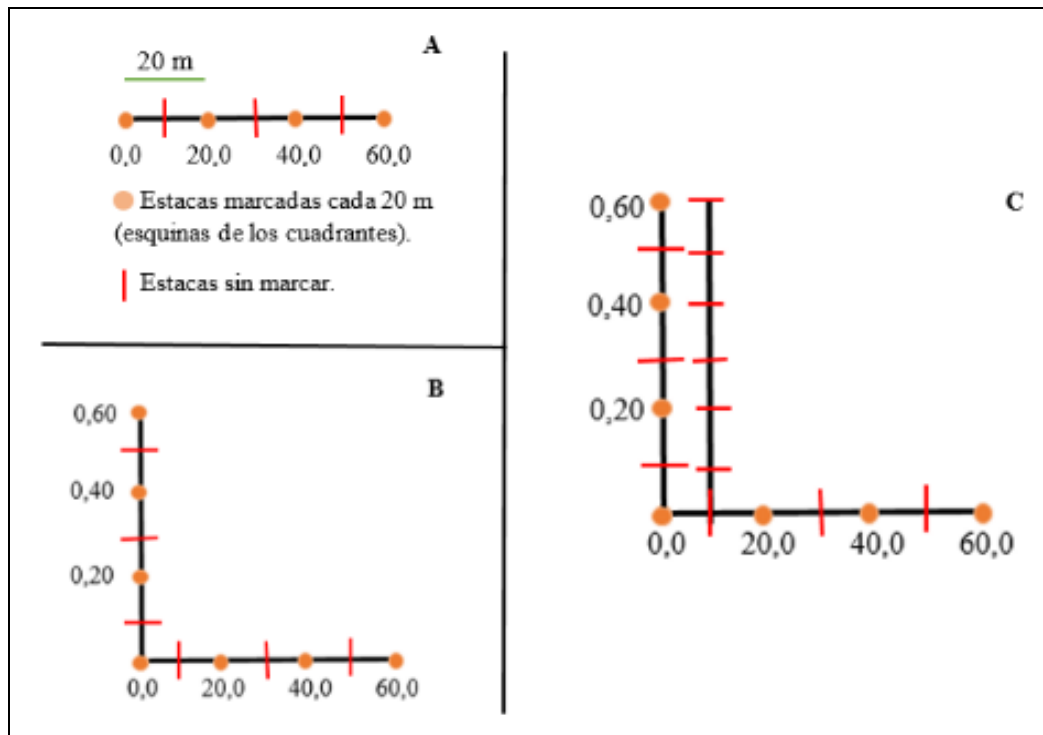 A
20 m
0,0 20,0 40,0 60,0
Estacas marcadas cada 20 m
(esquinas de los cuadrantes).
Estacas sin marcar.
B
0,60
0,40
0,20
0,0 20,0 40,0 60,0
C
0,60
0,40
0,20
0,0 20,0 40,0 60,0